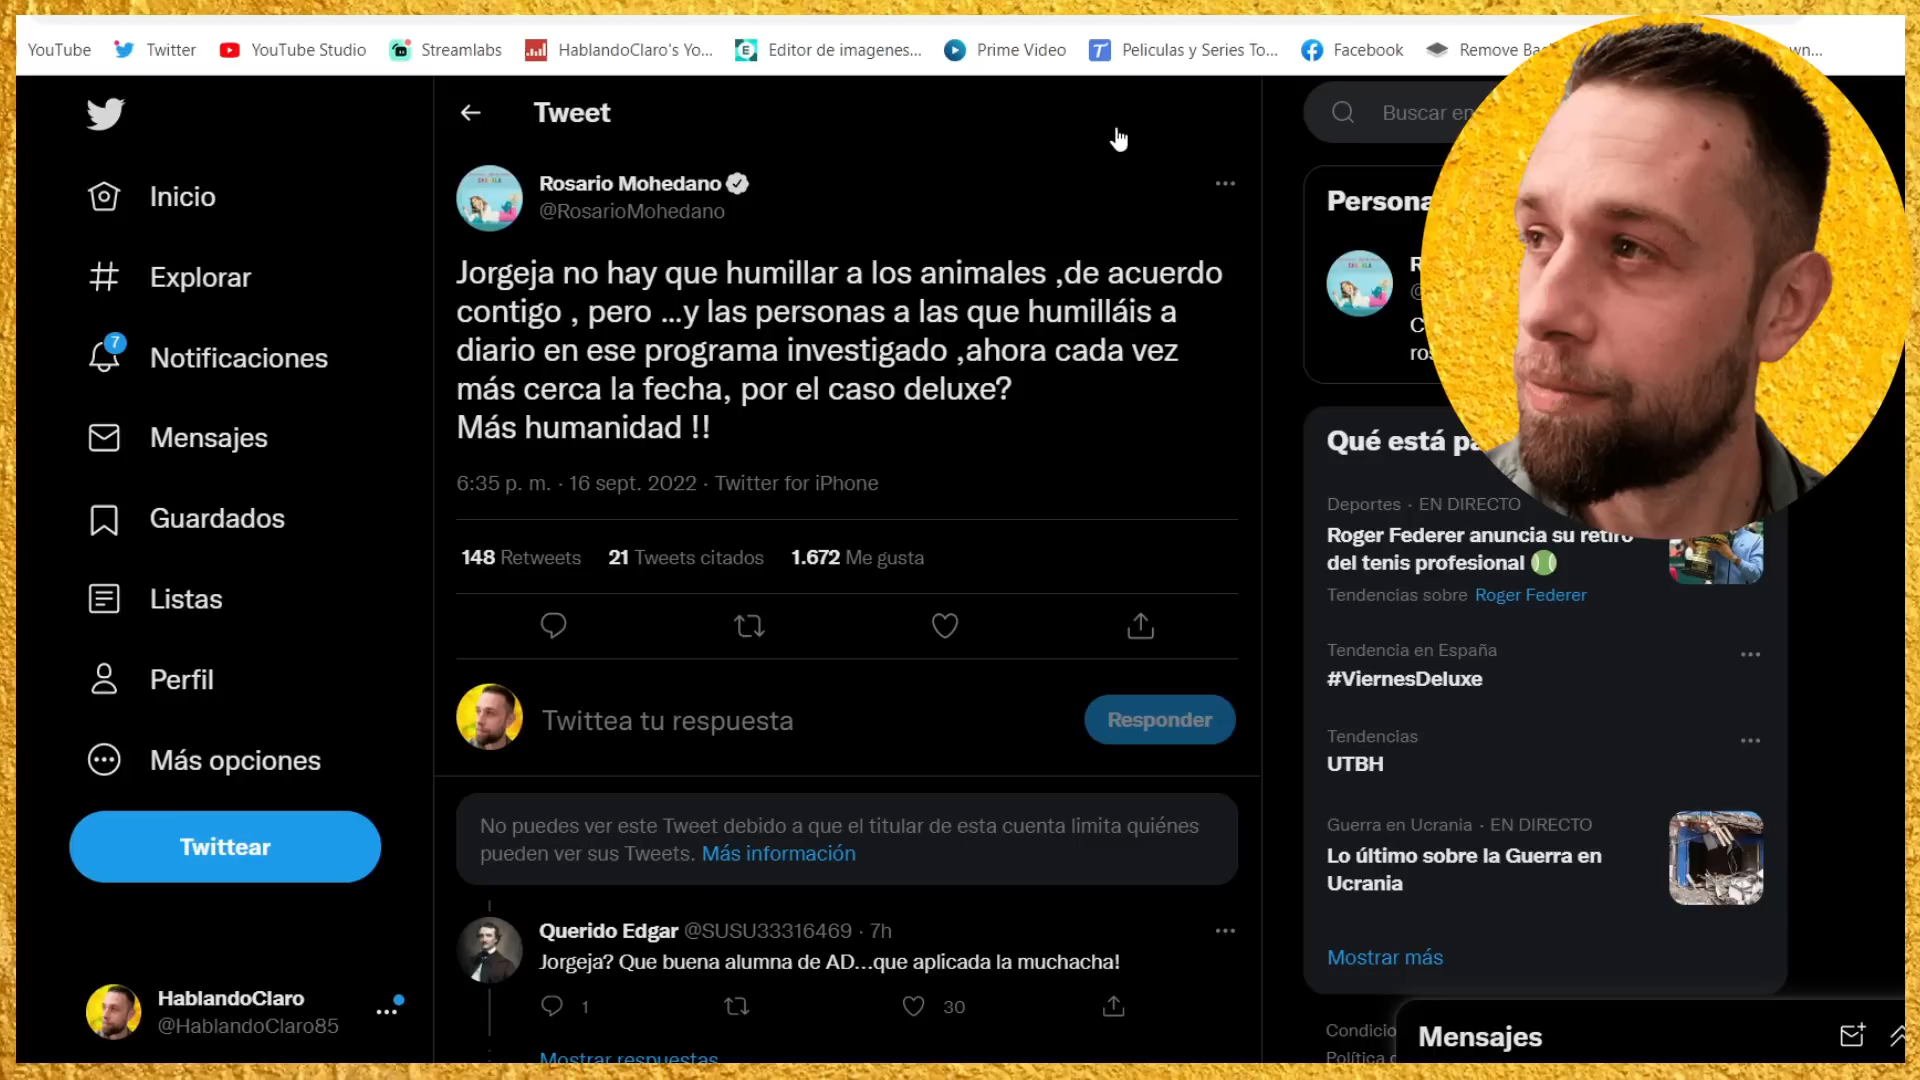 YouTube
Twitter
YouTube Studio
Streamlabs
HablandoClaro's Yo...
Editor de imagenes...
Prime Video
Peliculas y Series To...
Facebook
Remove
wn...
Tweet
Buscar en
Inicio
Explorar
7
Notificaciones
Mensajes
Guardados
Listas
Perfil
Más opciones
Twittear
HablandoClaro
@HablandoClaro85
Rosario Mohedano
@RosarioMohedano
Jorgeja no hay que humillar a los animales ,de acuerdo
contigo , pero ...y las personas a las que humilláis a
diario en ese programa investigado ,ahora cada vez
más cerca la fecha, por el caso deluxe?
Más humanidad !!
6:35 p. m. · 16 sept. 2022 · Twitter for iPhone
148 Retweets 21 Tweets citados 1.672 Me gusta
Twittea tu respuesta
Responder
No puedes ver este Tweet debido a que el titular de esta cuenta limita quiénes
pueden ver sus Tweets. Más información
Querido Edgar @SUSU33316469 · 7h
Jorgeja? Que buena alumna de AD...que aplicada la muchacha!
1
30
Mostrar respuestas
Persona
R
@
C
ro
Qué está pa
Deportes · EN DIRECTO
Roger Federer anuncia su retiro
del tenis profesional
Tendencias sobre Roger Federer
Tendencia en España
#ViernesDeluxe
Tendencias
UTBH
Guerra en Ucrania · EN DIRECTO
Lo último sobre la Guerra en
Ucrania
Mostrar más
Condicio
Política
Mensajes